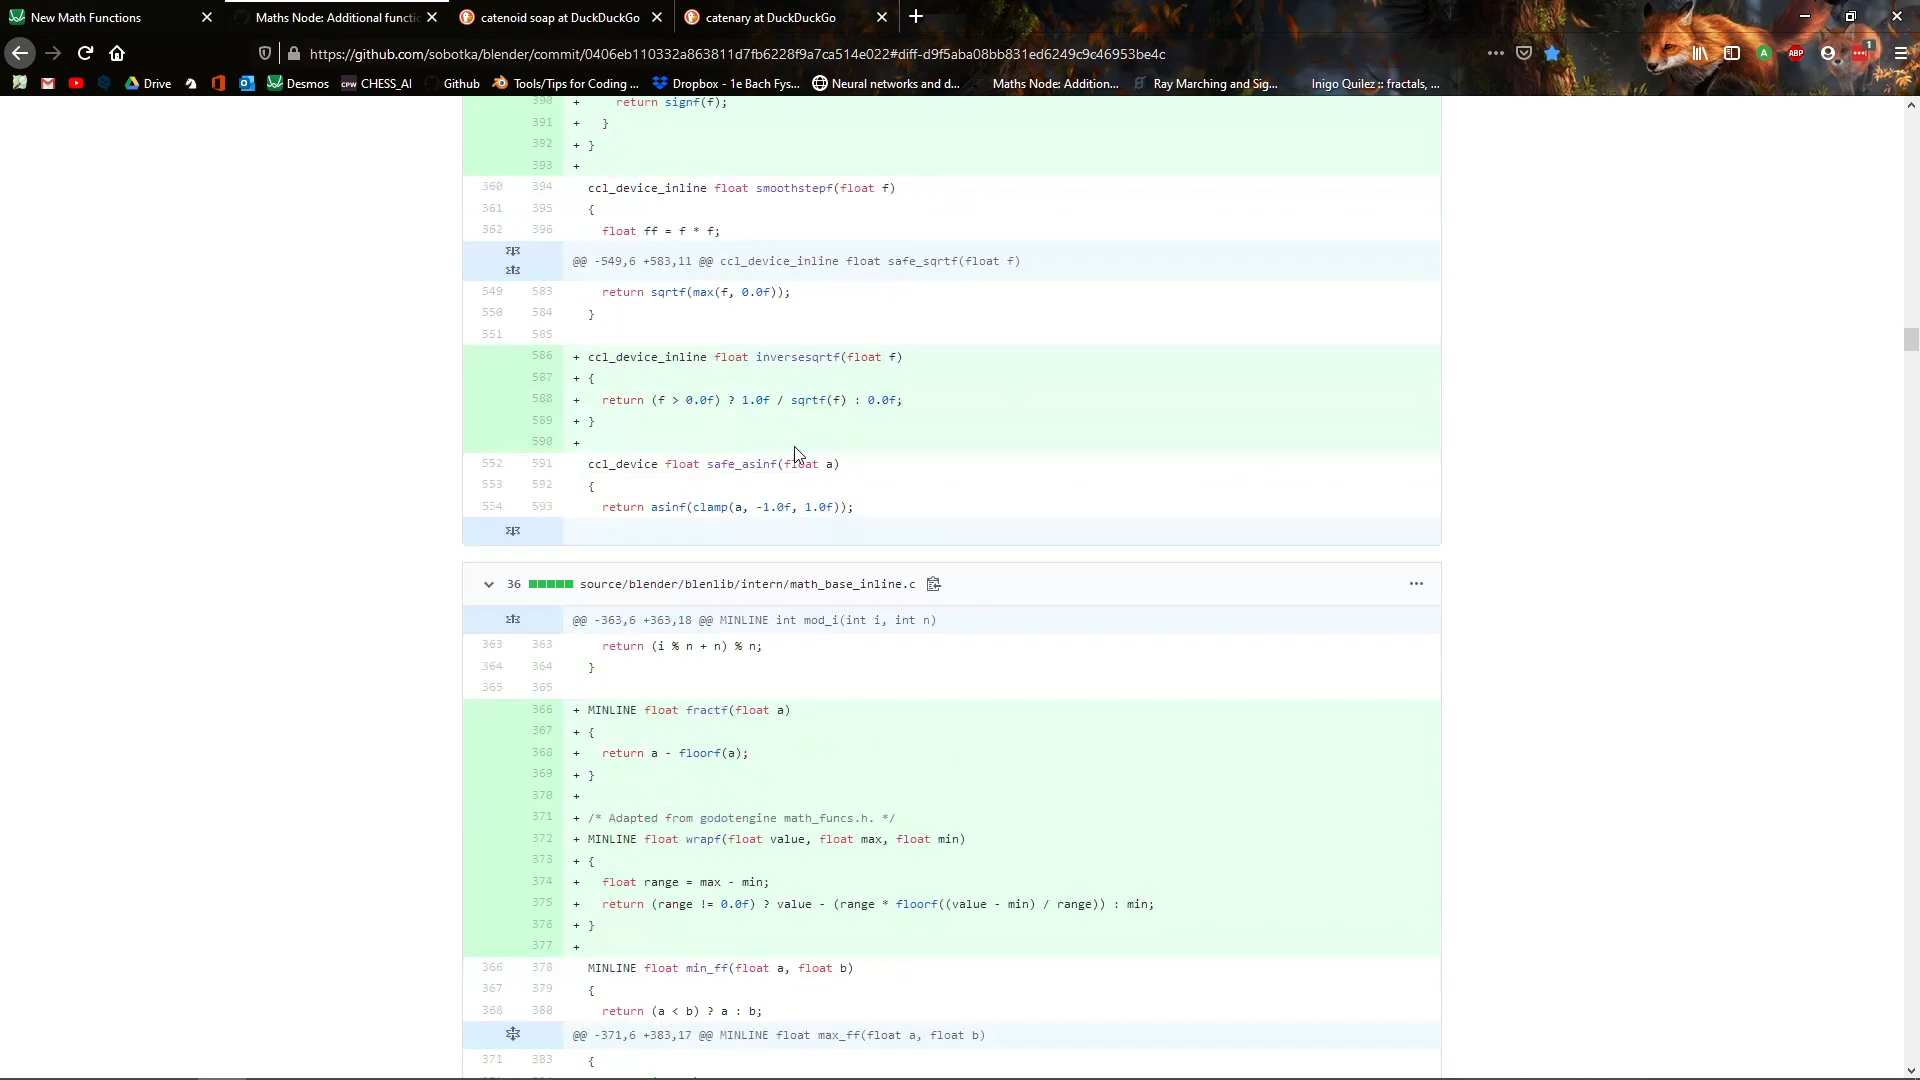 New Math Functions
Maths Node: Additional functi
catenoid soap at DuckDuckGo
catenary at DuckDuckGo
https://github.com/sobotka/blender/commit/0406eb110332a863811d7fb6228f9a7ca514e022#diff-d9f5aba08bb831ed6249c9c46953be4c
Drive
Desmos
CPW CHESS_AI
Github
Tools/Tips for Coding ...
Dropbox - 1e Bach Fys...
Neural networks and d...
Maths Node: Addition...
Ray Marching and Sig...
Inigo Quilez :: fractals, ...
ABP
1
390 + return signf(f);
391 + }
392 + }
393 +
360 394 ccl_device_inline float smoothstepf(float f)
361 395 {
362 396 float ff = f * f;
@@ -549,6 +583,11 @@ ccl_device_inline float safe_sqrtf(float f)
549 583 return sqrtf(max(f, 0.0f));
550 584 }
551 585
586 + ccl_device_inline float inversesqrtf(float f)
587 + {
588 + return (f > 0.0f) ? 1.0f / sqrtf(f) : 0.0f;
589 + }
590 +
552 591 ccl_device float safe_asinf(float a)
553 592 {
554 593 return asinf(clamp(a, -1.0f, 1.0f));
36 source/blender/blenlib/intern/math_base_inline.c
@@ -363,6 +363,18 @@ MINLINE int mod_i(int i, int n)
363 363 return (i % n + n) % n;
364 364 }
365 365
366 + MINLINE float fractf(float a)
367 + {
368 + return a - floorf(a);
369 + }
370 +
371 + /* Adapted from godotengine math_funcs.h. */
372 + MINLINE float wrapf(float value, float max, float min)
373 + {
374 + float range = max - min;
375 + return (range != 0.0f) ? value - (range * floorf((value - min) / range)) : min;
376 + }
377 +
366 378 MINLINE float min_ff(float a, float b)
367 379 {
368 380 return (a < b) ? a : b;
@@ -371,6 +383,17 @@ MINLINE float max_ff(float a, float b)
371 383 {